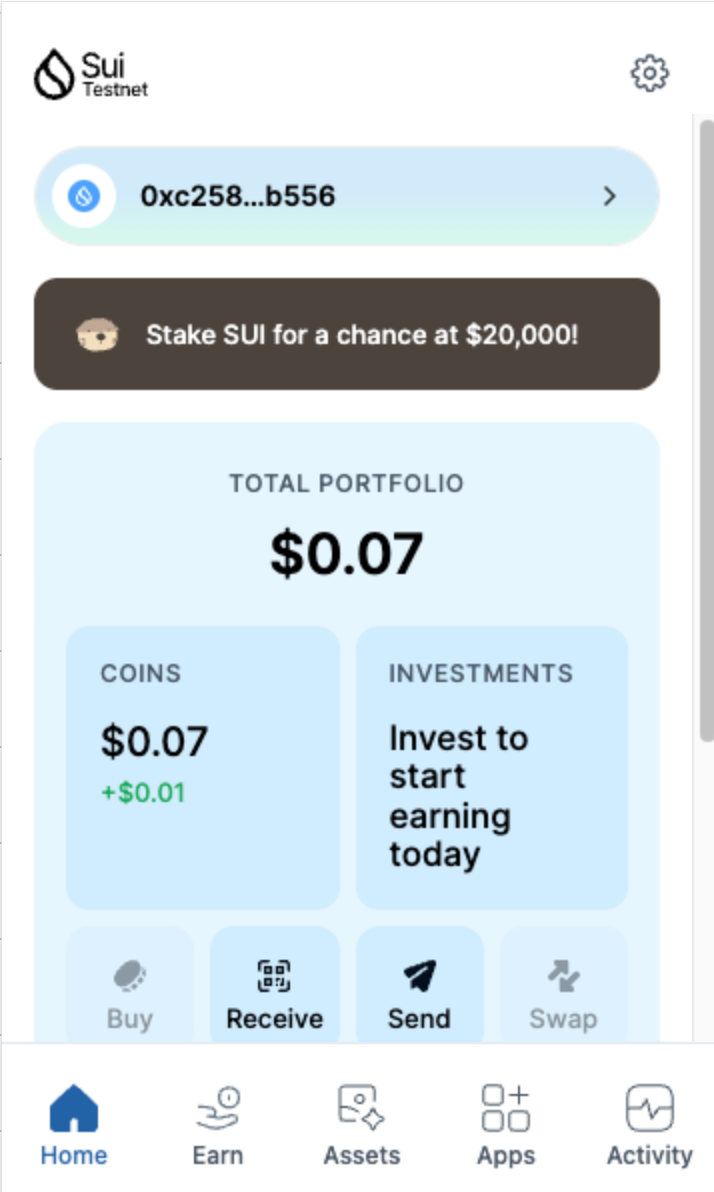 Sui
Testnet
0xc258...b556
Stake SUI for a chance at $20,000!
TOTAL PORTFOLIO
$0.07
COINS
$0.07
+$0.01
INVESTMENTS
Invest to
start
earning
today
Buy
Receive
Send
Swap
Home
Earn
Assets
Apps
Activity